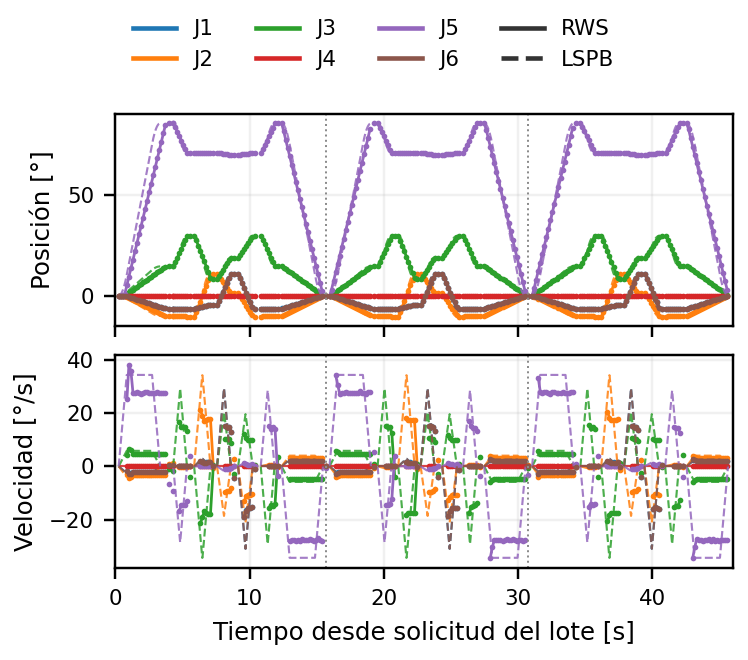 J1 J3 J5 RWS
J2 J4 J6 LSPB
Posición [°]
50
0
Velocidad [°/s]
40
20
0
−20
0 10 20 30 40
Tiempo desde solicitud del lote [s]